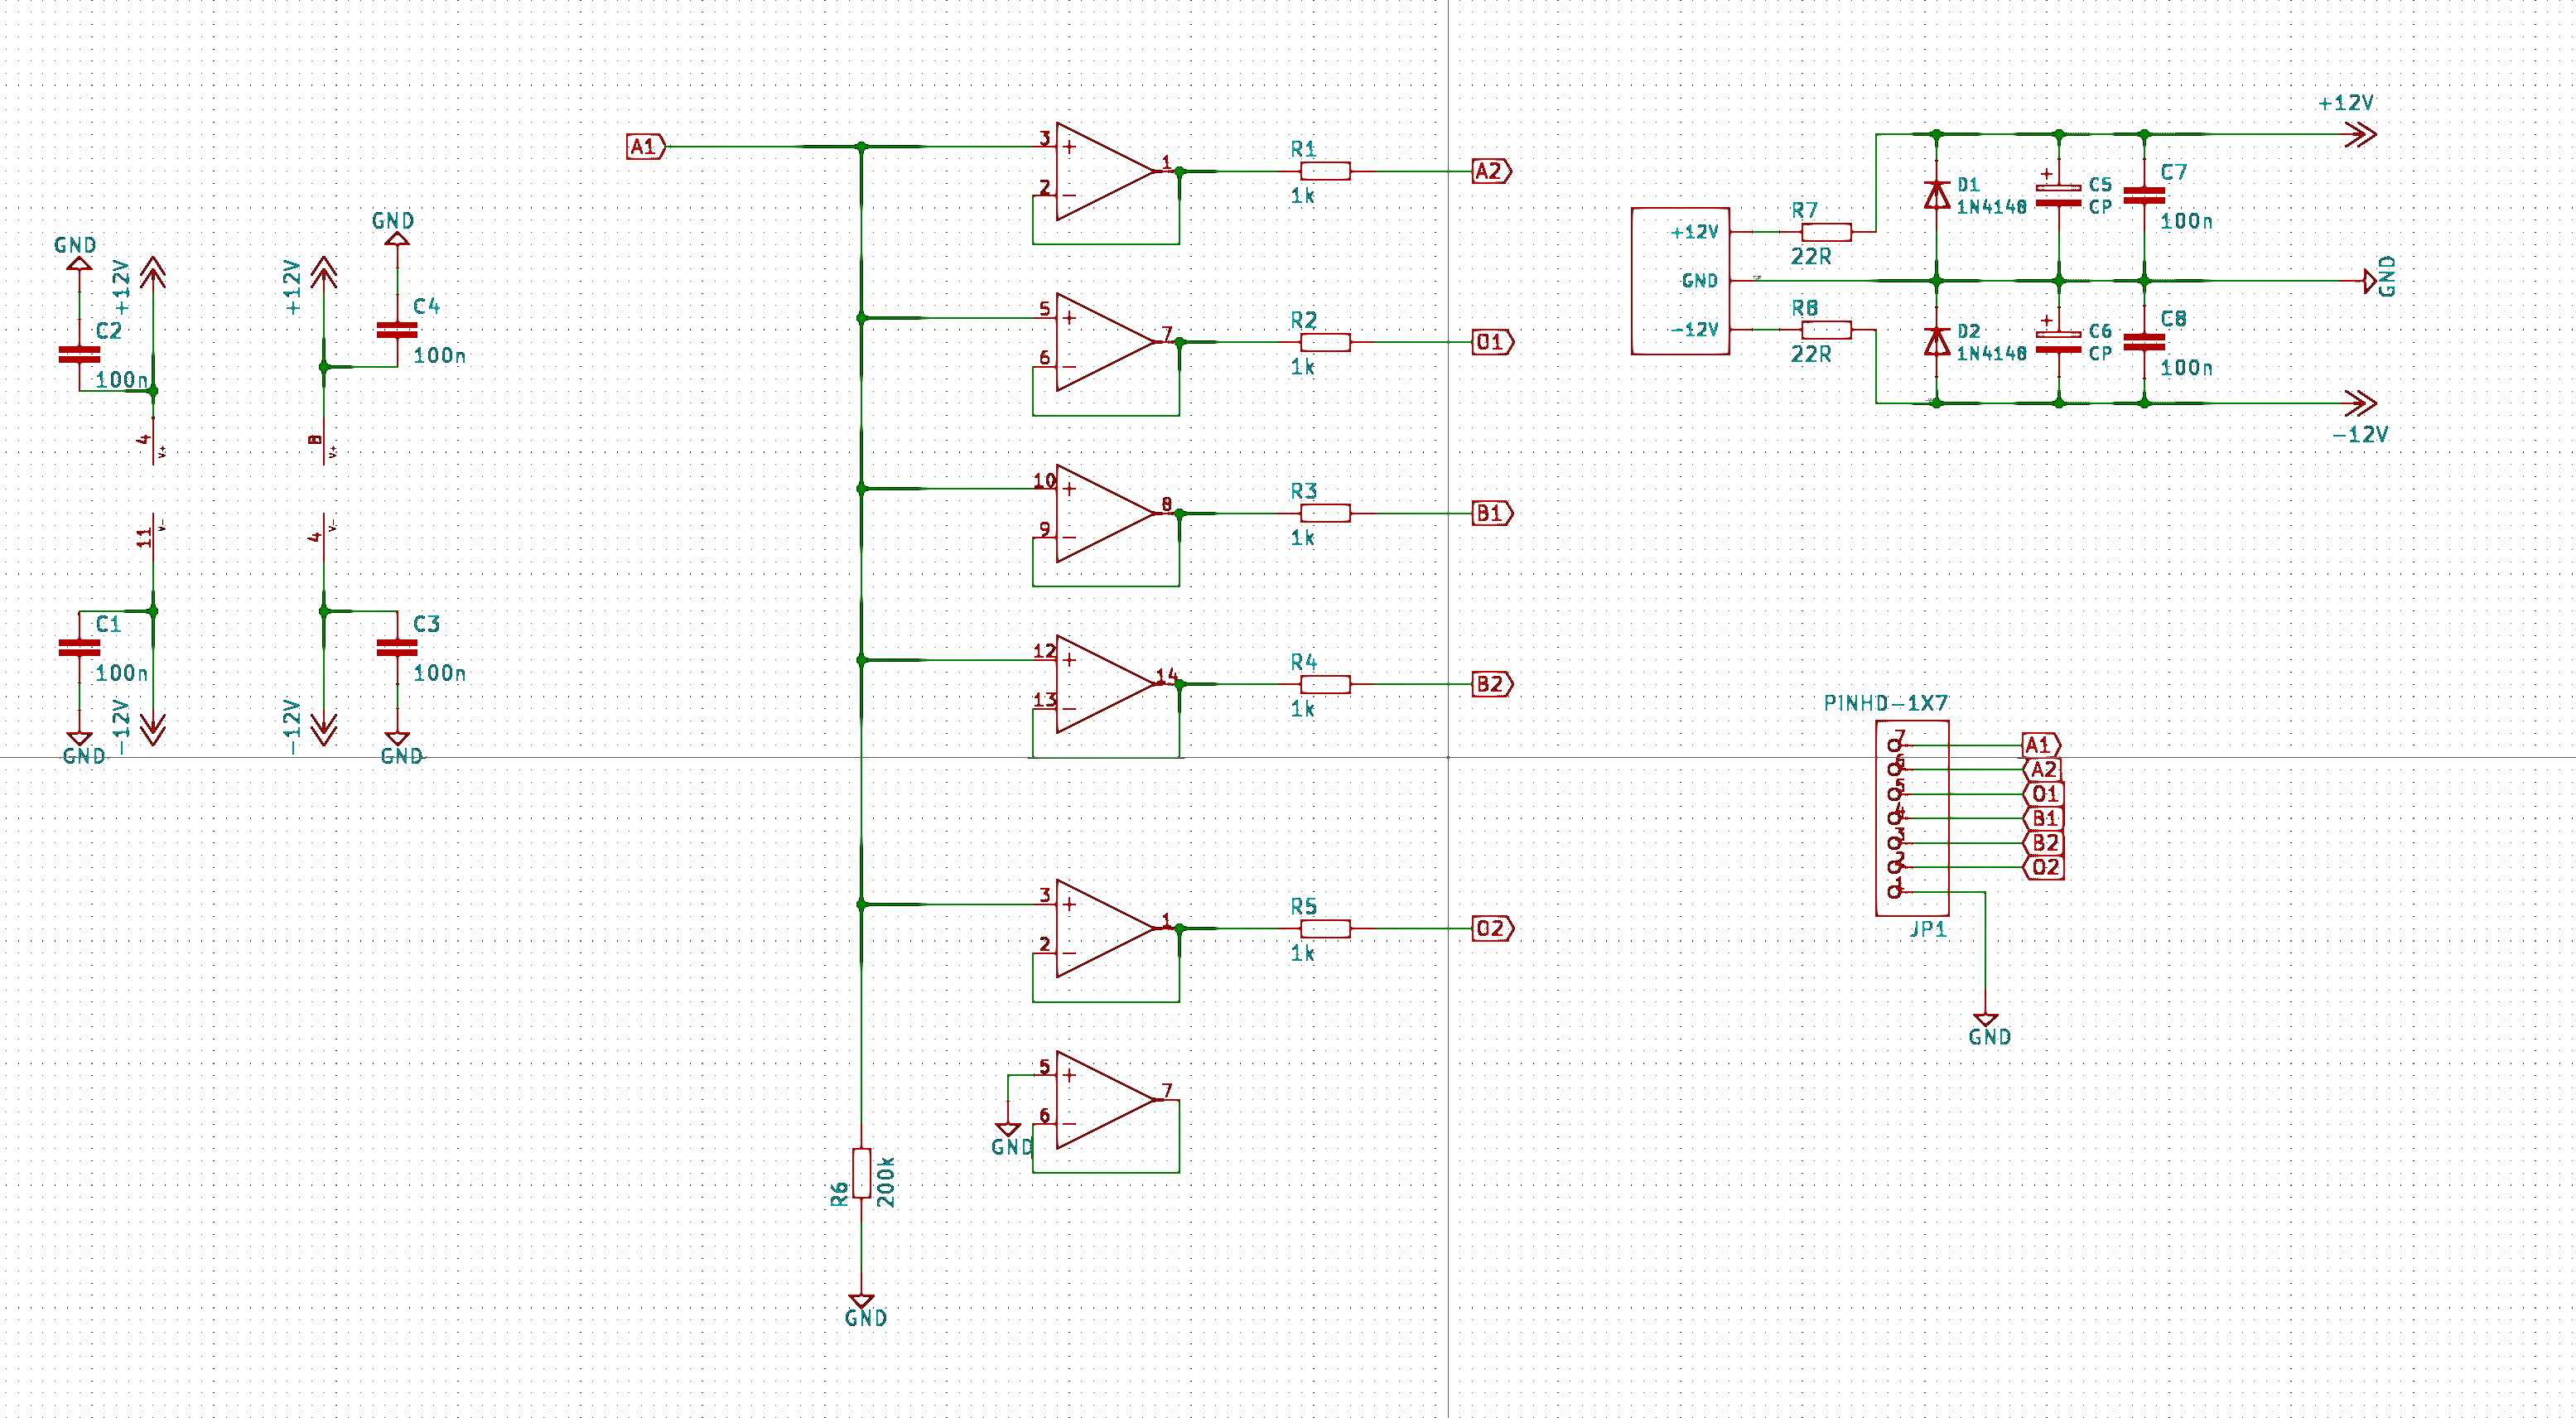 GND
+12V
C2
100n
4
V+
11
V-
C1
100n
GND
-12V
+12V
GND
C4
100n
8
V+
4
V-
C3
100n
-12V
GND
A1
3
2
1
R1
1k
A2
5
6
7
R2
1k
O1
10
9
8
R3
1k
B1
12
13
14
R4
1k
B2
3
2
1
R5
1k
O2
5
6
7
GND
R6
200k
GND
+12V
GND
-12V
R7
22R
R8
22R
D1
1N4148
C5
CP
C7
100n
D2
1N4148
C6
CP
C8
100n
+12V
GND
-12V
PINHD-1X7
7
A1
6
A2
5
O1
4
B1
3
B2
2
O2
1
JP1
GND